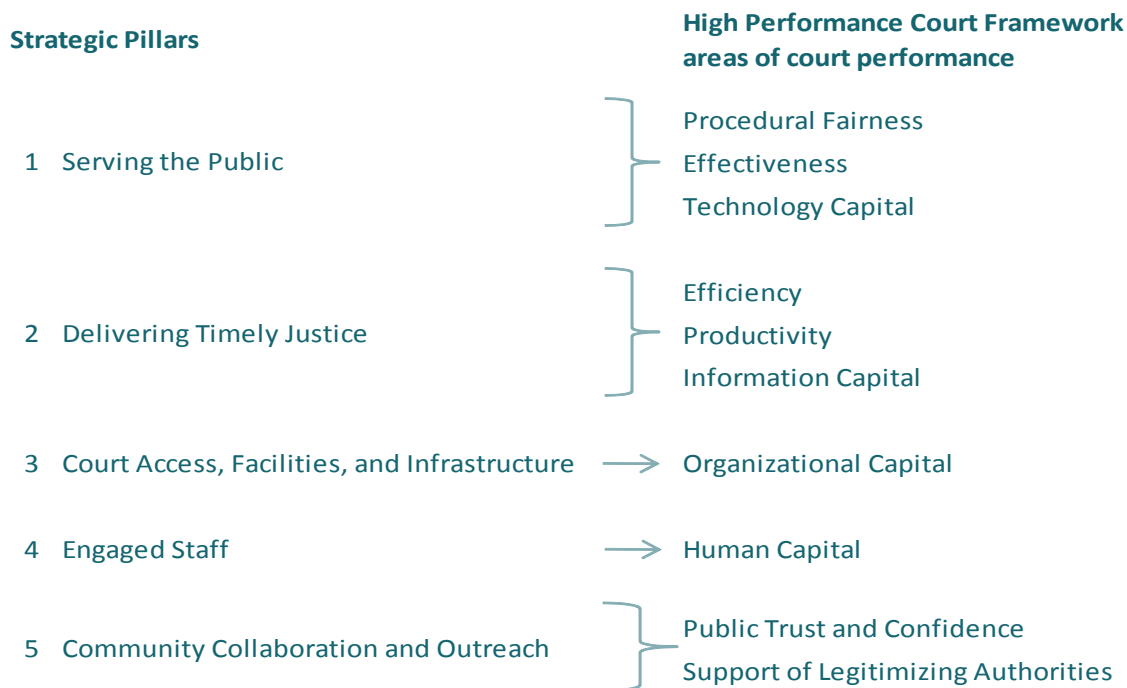 Strategic Pillars
High Performance Court Framework
areas of court performance
1 Serving the Public
Procedural Fairness
Effectiveness
Technology Capital
2 Delivering Timely Justice
Efficiency
Productivity
Information Capital
3 Court Access, Facilities, and Infrastructure
Organizational Capital
4 Engaged Staff
Human Capital
5 Community Collaboration and Outreach
Public Trust and Confidence
Support of Legitimizing Authorities